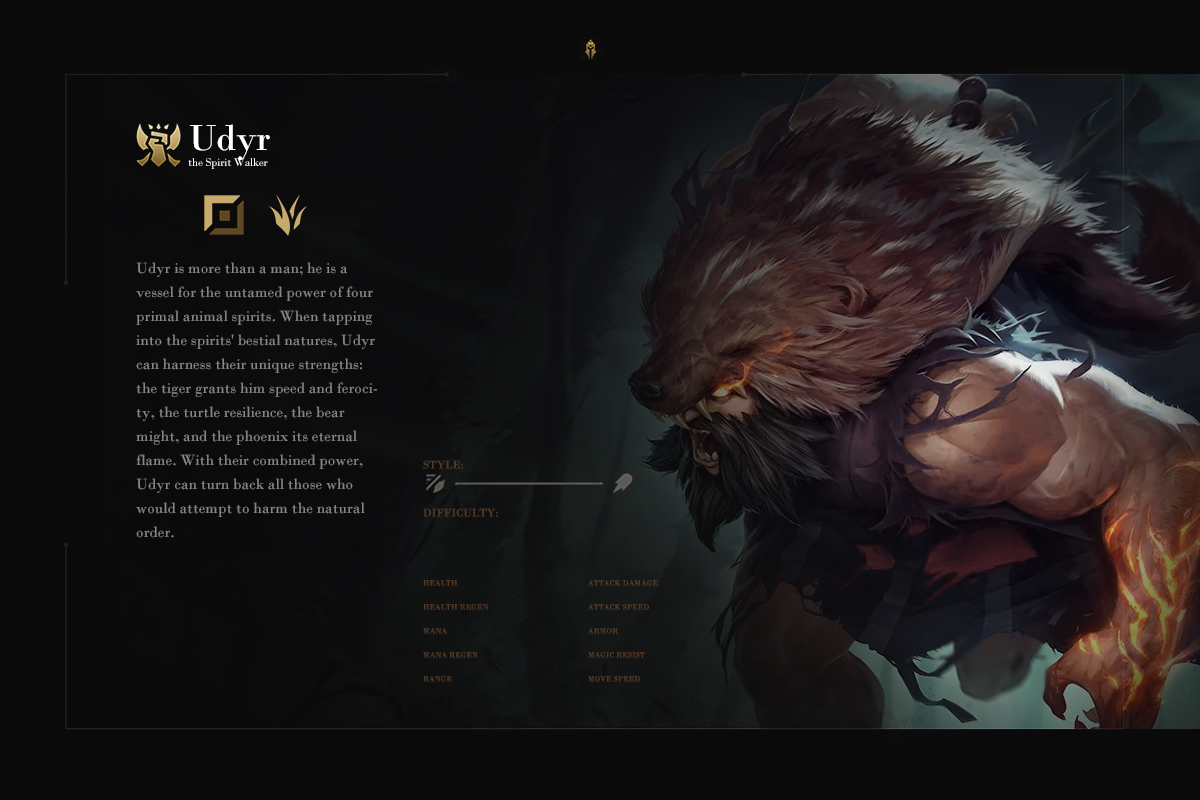 Udyr
the Spirit Walker
Udyr is more than a man; he is a
vessel for the untamed power of four
primal animal spirits. When tapping
into the spirits' bestial natures, Udyr
can harness their unique strengths:
the tiger grants him speed and feroci-
ty, the turtle resilience, the bear
might, and the phoenix its eternal
flame. With their combined power,
Udyr can turn back all those who
would attempt to harm the natural
order.
STYLE:
DIFFICULTY:
HEALTH
HEALTH REGEN
MANA
MANA REGEN
RANGE
ATTACK DAMAGE
ATTACK SPEED
ARMOR
MAGIC RESIST
MOVE SPEED